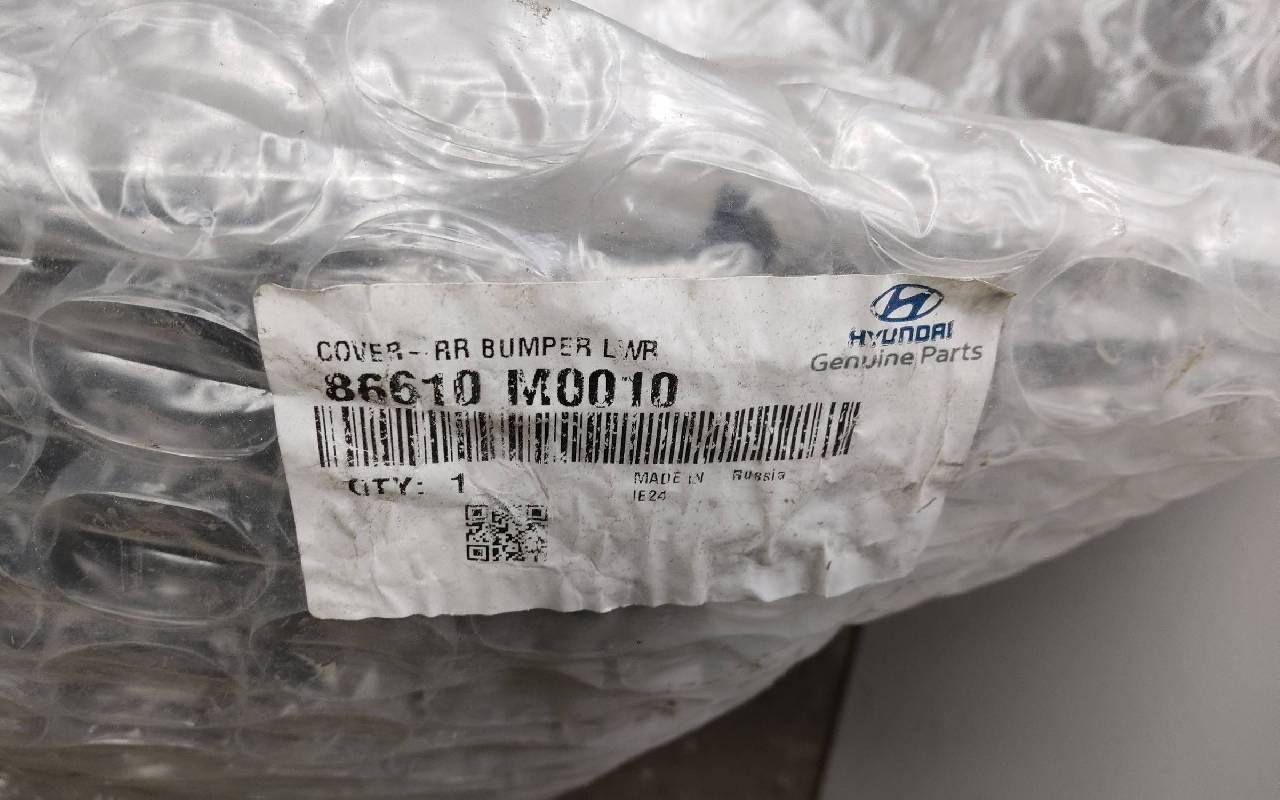 HYUNDAI
Genuine Parts
COVER-RR BUMPER LWR
86610 M0010
QTY: 1
MADE IN Russia
IE24